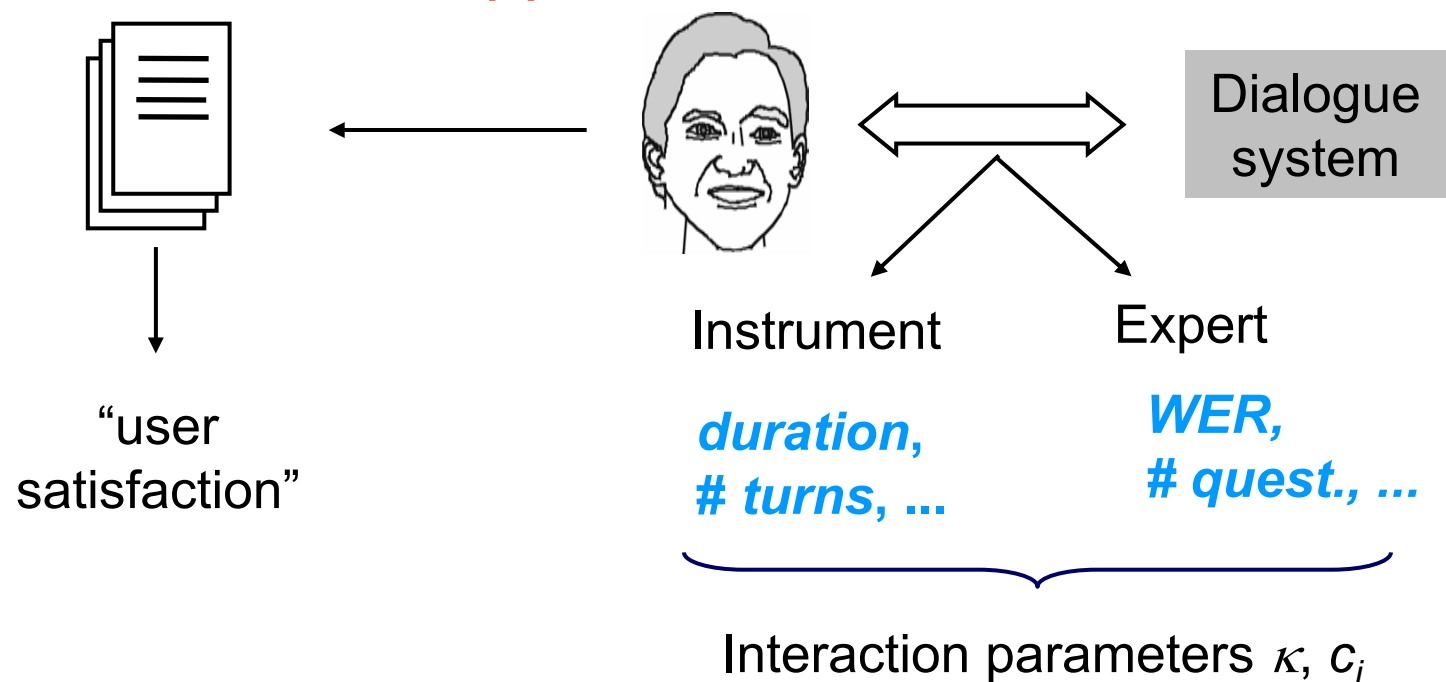 Dialogue
system
Instrument
Expert
“user
satisfaction”
duration,
# turns, ...
WER,
# quest., ...
Interaction parameters κ, cᵢ